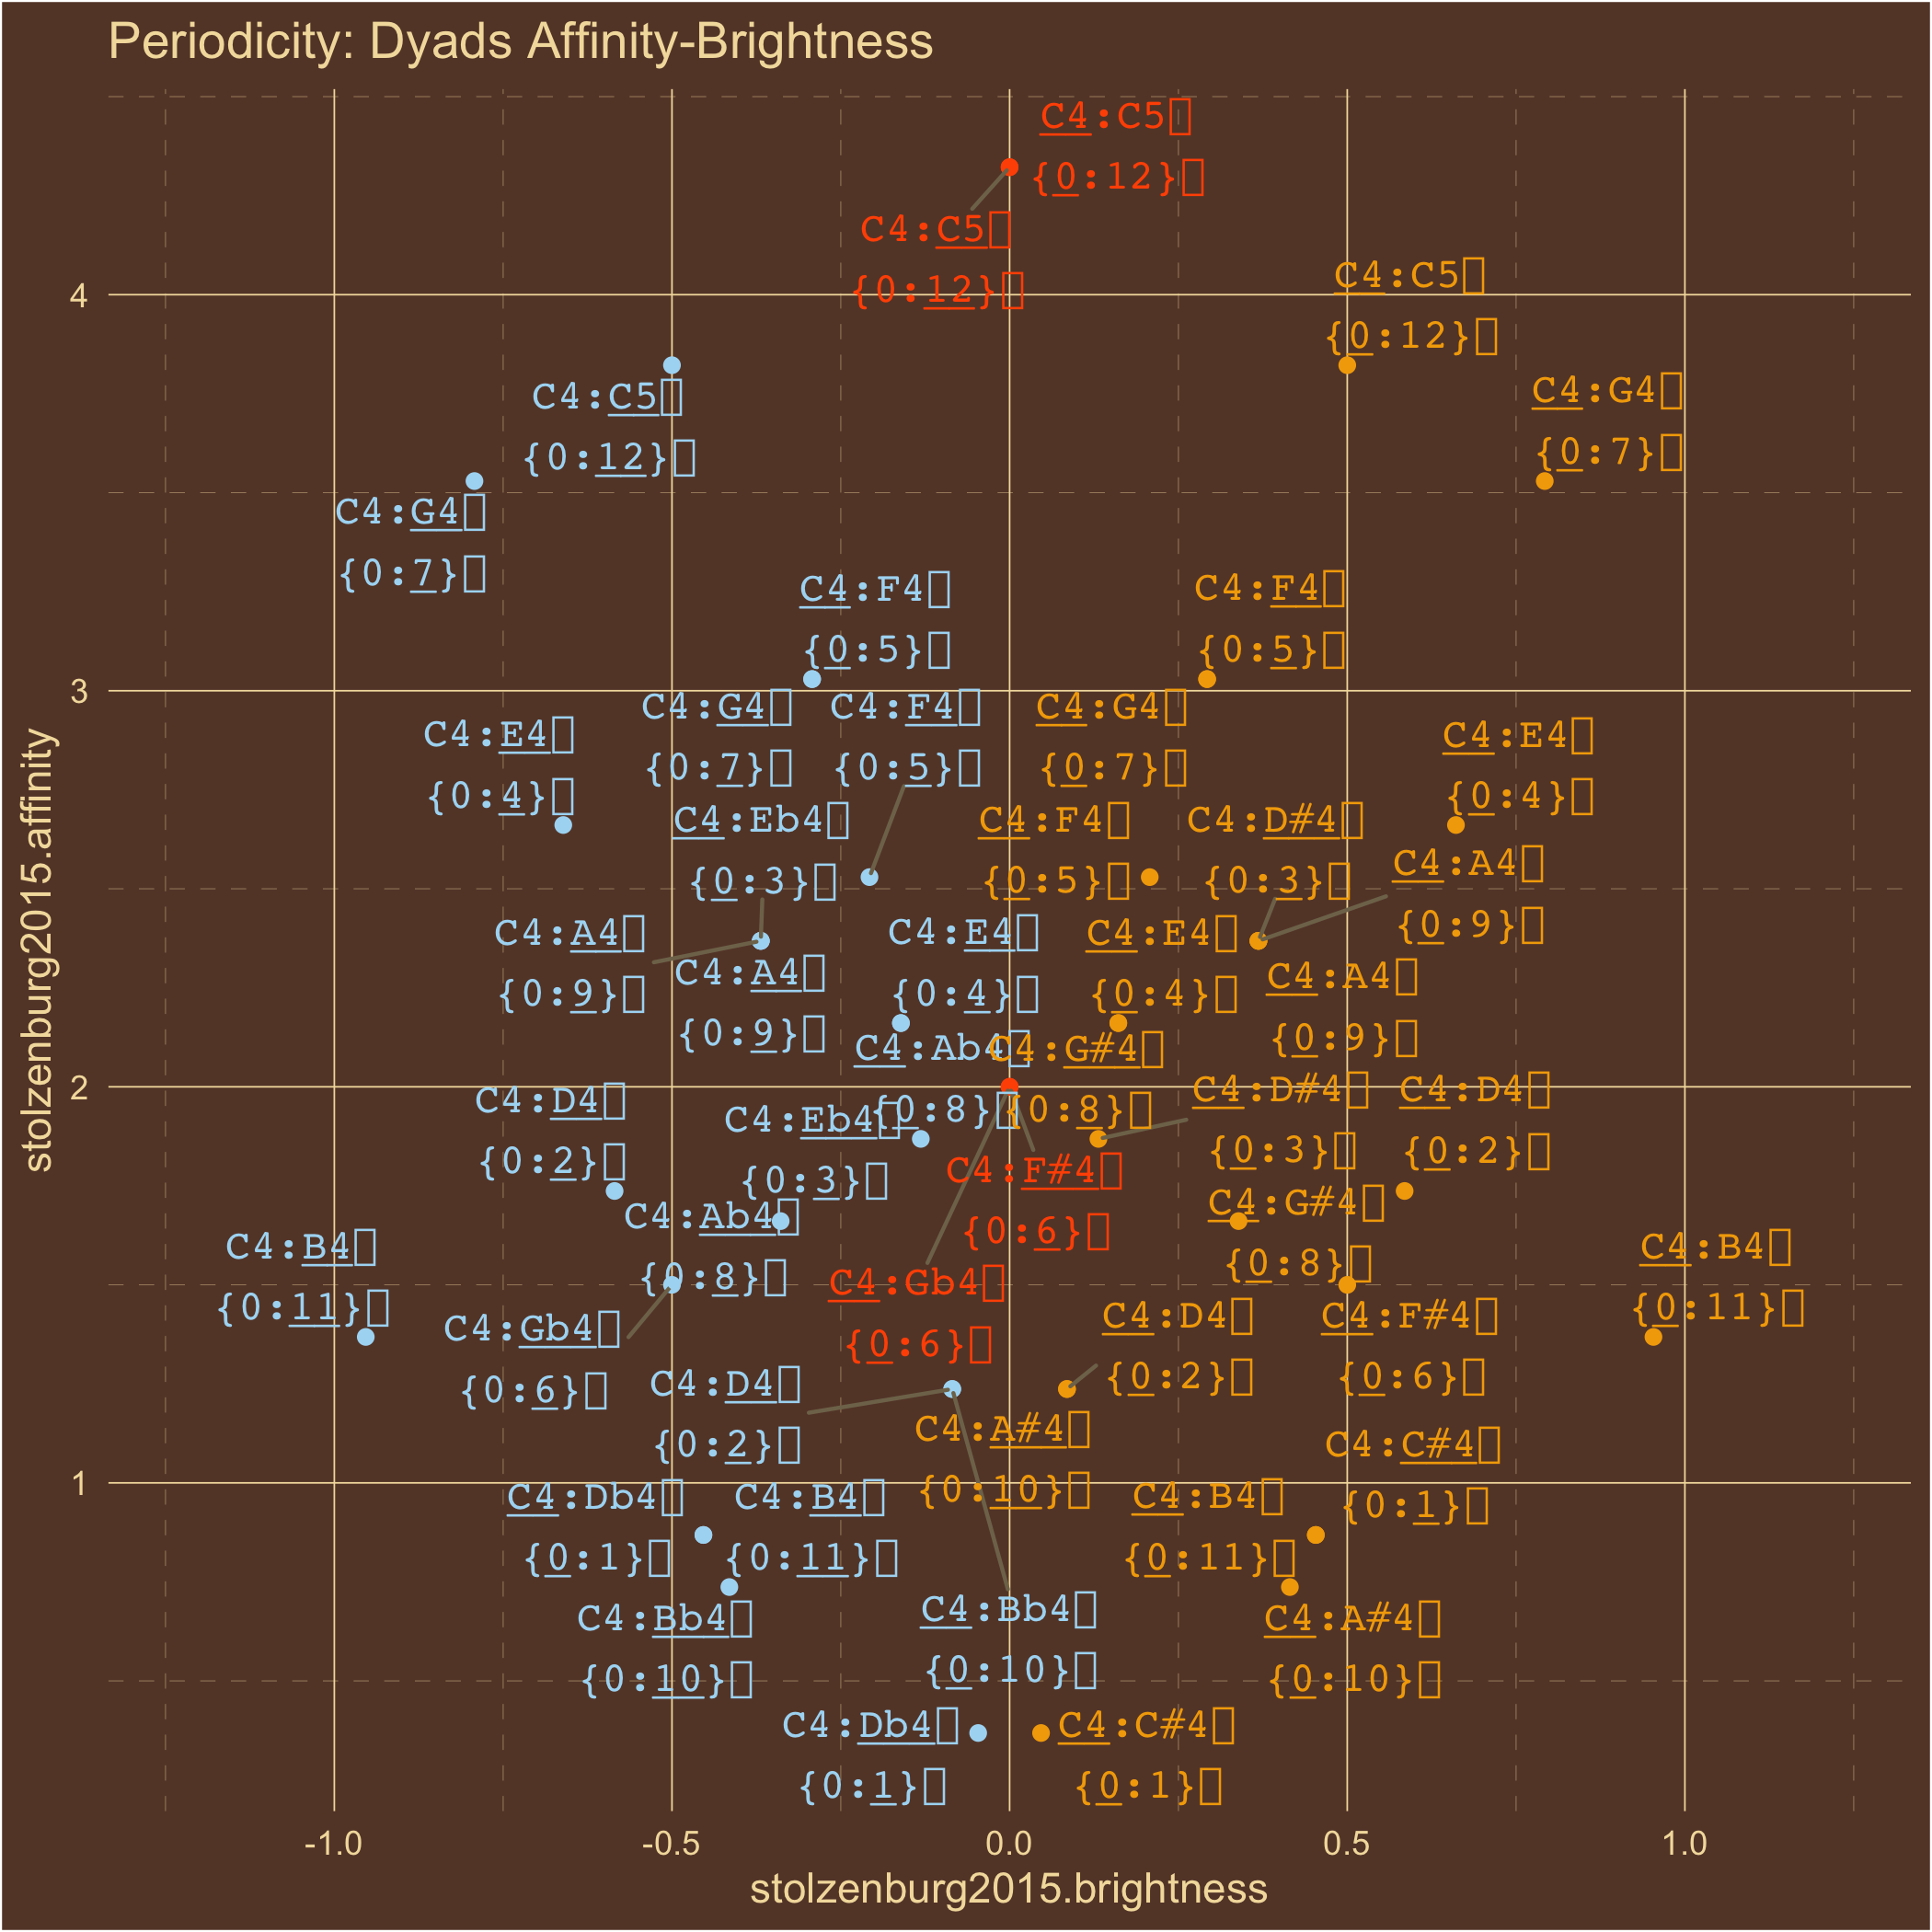 Periodicity: Dyads Affinity-Brightness
C4:C5
{0:12}
C4:C5
{0:12}
C4:C5
{0:12}
4
C4:C5
{0:12}
C4:G4
{0:7}
C4:G4
{0:7}
C4:F4
{0:5}
C4:F4
{0:5}
3
C4:G4
{0:7}
C4:F4
{0:5}
C4:G4
{0:7}
C4:E4
{0:4}
C4:E4
{0:4}
C4:Eb4
{0:3}
C4:F4
{0:5}
C4:D#4
{0:3}
C4:A4
{0:9}
C4:A4
{0:9}
C4:E4
{0:4}
C4:E4
{0:4}
C4:A4
{0:9}
C4:A4
{0:9}
C4:Ab4
{0:8}
C4:G#4
{0:8}
2
C4:D4
{0:2}
C4:Eb4
{0:3}
C4:D#4
{0:3}
C4:D4
{0:2}
C4:F#4
{0:6}
C4:Ab4
{0:8}
C4:G#4
{0:8}
C4:B4
{0:11}
C4:B4
{0:11}
C4:Gb4
{0:6}
C4:Gb4
{0:6}
C4:D4
{0:2}
C4:F#4
{0:6}
C4:D4
{0:2}
C4:A#4
{0:10}
C4:C#4
{0:1}
1
C4:Db4
{0:1}
C4:B4
{0:11}
C4:B4
{0:11}
C4:Bb4
{0:10}
C4:Bb4
{0:10}
C4:A#4
{0:10}
C4:Db4
{0:1}
C4:C#4
{0:1}
-1.0
-0.5
0.0
0.5
1.0
stolzenburg2015.brightness
stolzenburg2015.affinity